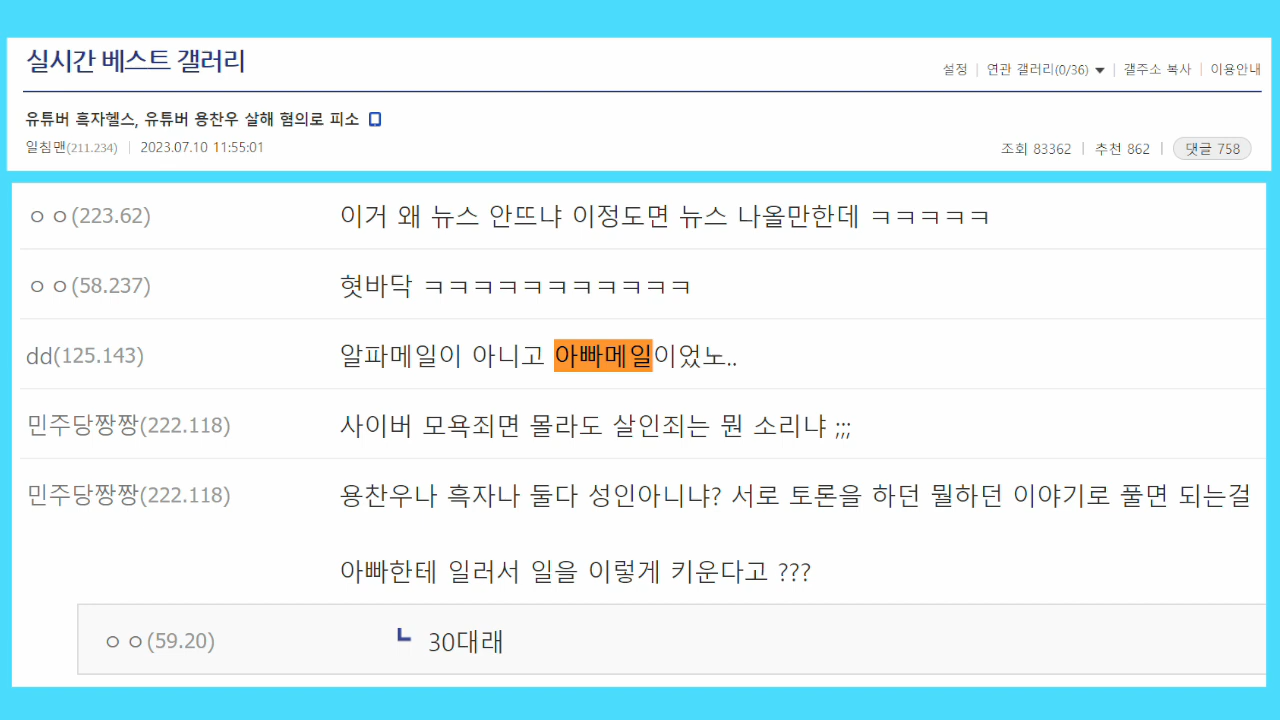 실시간 베스트 갤러리
설정 | 연관 갤러리(0/36) ▼ | 갤주소 복사 | 이용안내
유튜버 흑자헬스, 유튜버 용찬우 살해 혐의로 피소
일침맨(211.234) | 2023.07.10 11:55:01
조회 83362 | 추천 862 | 댓글 758
ㅇㅇ(223.62) 이거 왜 뉴스 안뜨냐 이정도면 뉴스 나올만한데 ㅋㅋㅋㅋㅋ
ㅇㅇ(58.237) 혓바닥 ㅋㅋㅋㅋㅋㅋㅋㅋㅋㅋㅋ
dd(125.143) 알파메일이 아니고 아빠메일이었노..
민주당짱짱(222.118) 사이버 모욕죄면 몰라도 살인죄는 뭔 소리냐 ;;;
민주당짱짱(222.118) 용찬우나 흑자나 둘다 성인아니냐? 서로 토론을 하던 뭘하던 이야기로 풀면 되는걸
아빠한테 일러서 일을 이렇게 키운다고 ???
ㅇㅇ(59.20) ㄴ 30대래